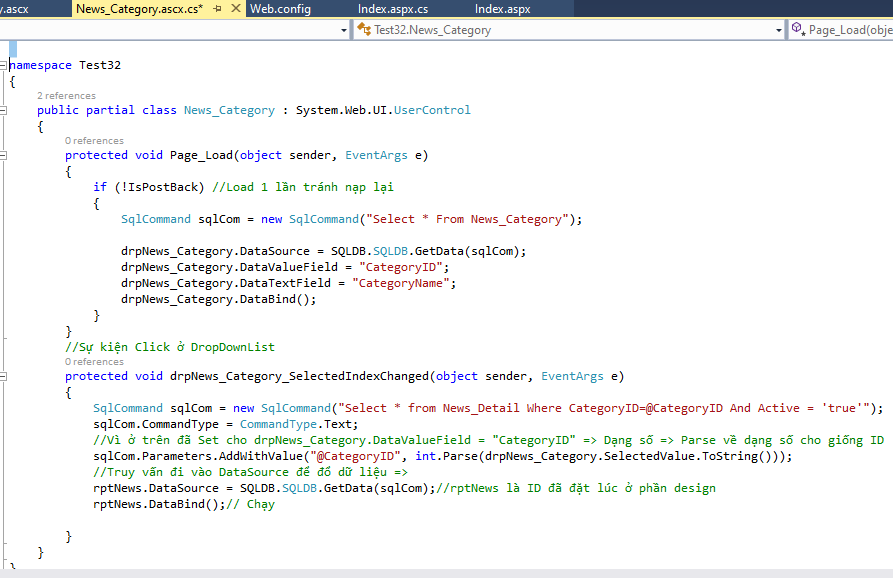 y.ascx News_Category.ascx.cs* Web.config Index.aspx.cs Index.aspx
Test32.News_Category Page_Load(obje
namespace Test32
{
2 references
public partial class News_Category : System.Web.UI.UserControl
{
0 references
protected void Page_Load(object sender, EventArgs e)
{
if (!IsPostBack) //Load 1 lần tránh nạp lại
{
SqlCommand sqlCom = new SqlCommand("Select * From News_Category");
drpNews_Category.DataSource = SQLDB.SQLDB.GetData(sqlCom);
drpNews_Category.DataValueField = "CategoryID";
drpNews_Category.DataTextField = "CategoryName";
drpNews_Category.DataBind();
}
}
//Sự kiện Click ở DropDownList
0 references
protected void drpNews_Category_SelectedIndexChanged(object sender, EventArgs e)
{
SqlCommand sqlCom = new SqlCommand("Select * from News_Detail Where CategoryID=@CategoryID And Active = 'true'");
sqlCom.CommandType = CommandType.Text;
//Vì ở trên đã Set cho drpNews_Category.DataValueField = "CategoryID" => Dạng số => Parse về dạng số cho giống ID
sqlCom.Parameters.AddWithValue("@CategoryID", int.Parse(drpNews_Category.SelectedValue.ToString()));
//Truy vấn đi vào DataSource để đổ dữ liệu =>
rptNews.DataSource = SQLDB.SQLDB.GetData(sqlCom);//rptNews là ID đã đặt lúc ở phần design
rptNews.DataBind();// Chạy
}
}
}